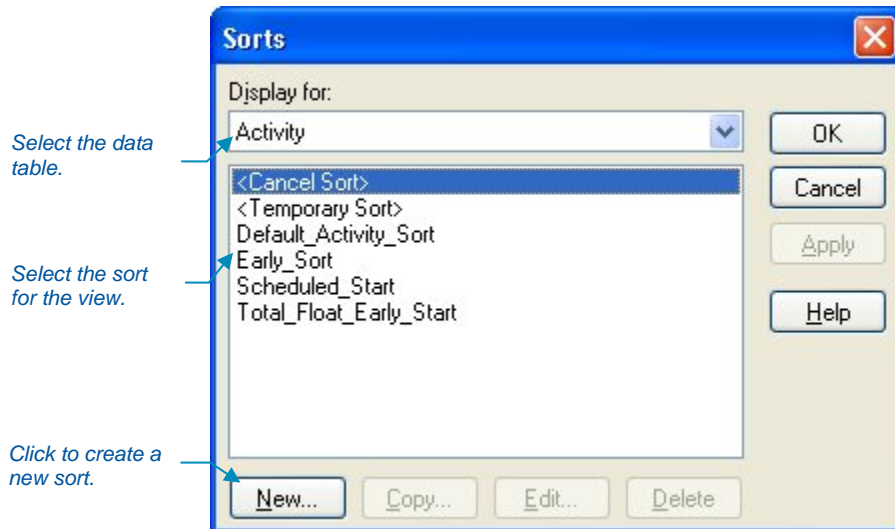 Sorts
Display for:
Activity
Select the data
table.
<Cancel Sort>
<Temporary Sort>
Default_Activity_Sort
Early_Sort
Scheduled_Start
Total_Float_Early_Start
Select the sort
for the view.
OK
Cancel
Apply
Help
Click to create a
new sort.
New...
Copy...
Edit...
Delete